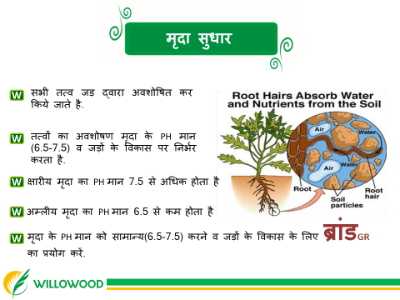 मृदा सुधार
सभी तत्व जड द्वारा अवशोषित कर
किये जाते है.
तत्वों का अवशोषण मृदा के PH मान
(6.5-7.5) व जड़ों के विकास पर निर्भर
करता है.
क्षारीय मृदा का PH मान 7.5 से अधिक होता है
अम्लीय मृदा का PH मान 6.5 से कम होता है
मृदा के PH मान को सामान्य(6.5-7.5) करने व जड़ों के विकास के लिए ब्रांडGR
का प्रयोग करें.
Root Hairs Absorb Water
and Nutrients from the Soil
Air
Water
Air
Water
Root
Soil
particles
Root
hair
WILLOWOOD